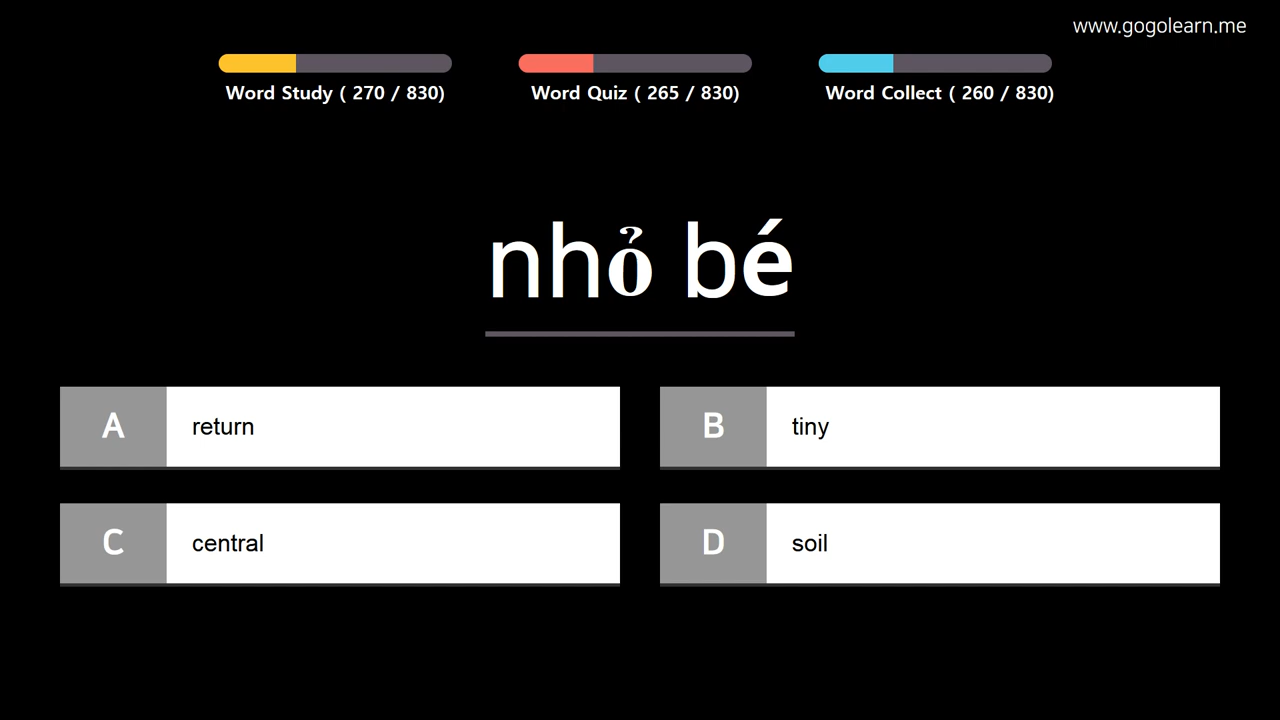 www.gogolearn.me
Word Study ( 270 / 830)
Word Quiz ( 265 / 830)
Word Collect ( 260 / 830)
nhỏ bé
A return
B tiny
C central
D soil